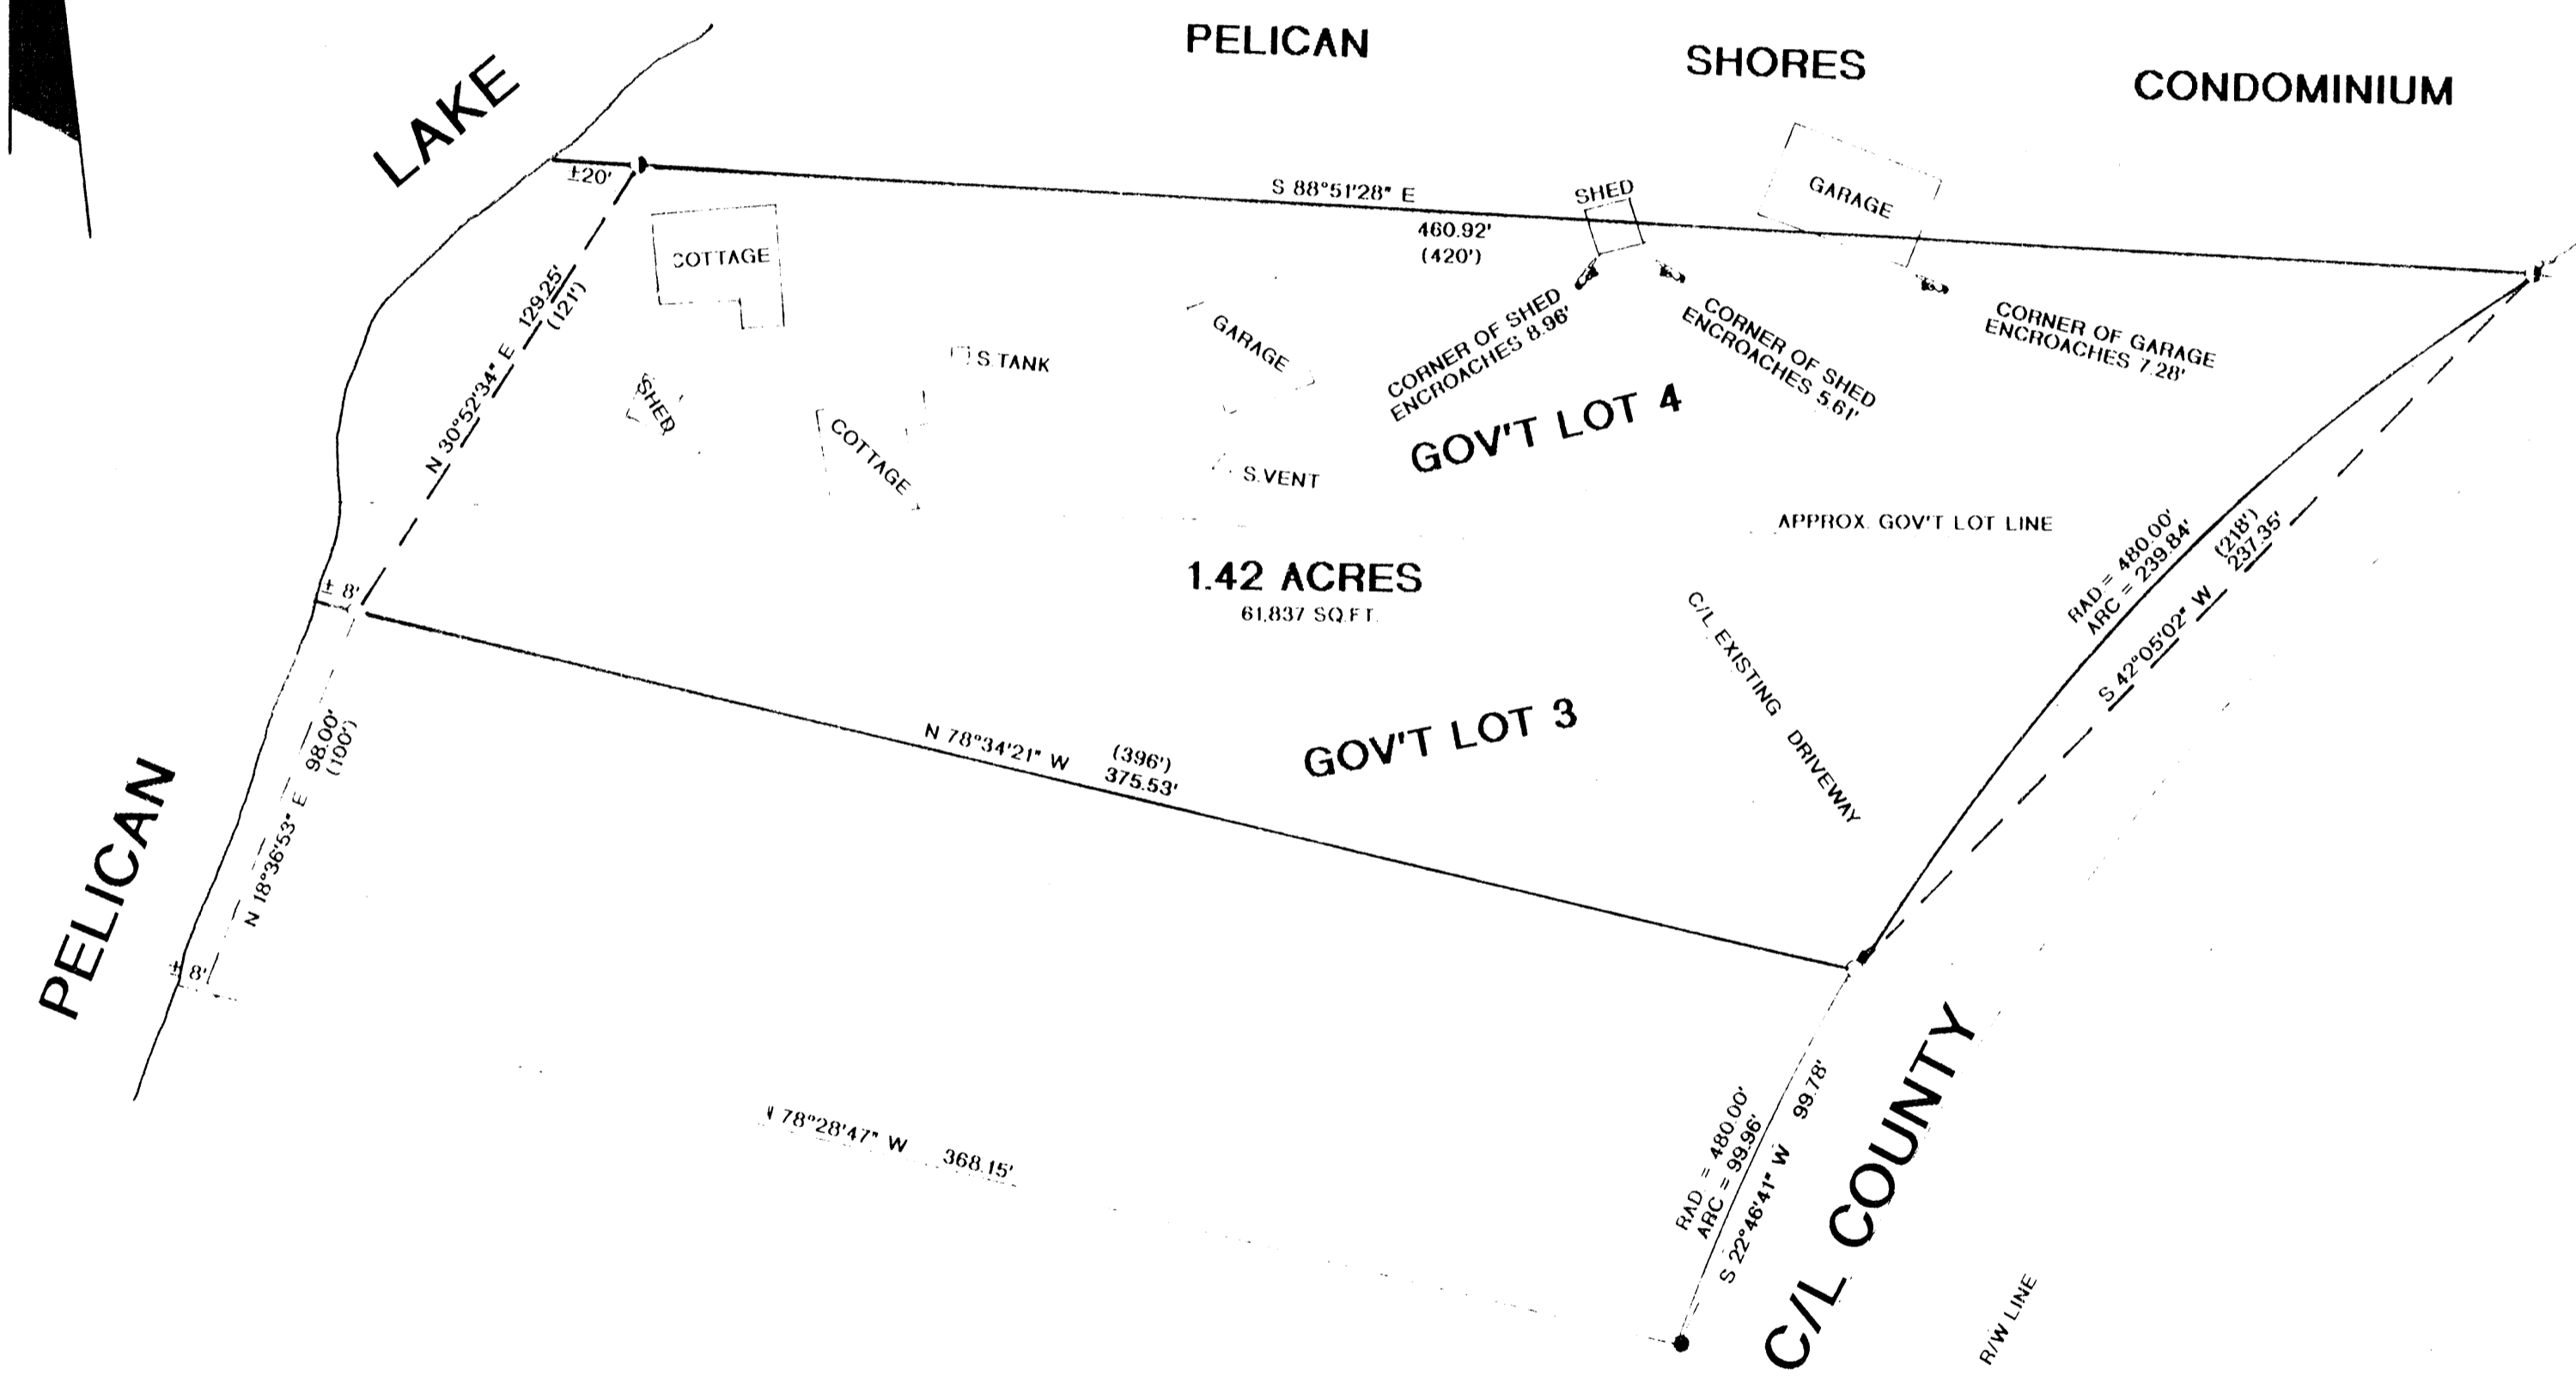 PELICAN SHORES CONDOMINIUM
LAKE
±20'
S 88°51'28" E
460.92'
(420')
SHED
GARAGE
COTTAGE
N 30°52'34" E 129.25'
(121')
S.TANK
GARAGE
CORNER OF SHED
ENCROACHES 8.96'
CORNER OF SHED
ENCROACHES 5.61'
CORNER OF GARAGE
ENCROACHES 7.28'
SHED
COTTAGE
S.VENT
GOV'T LOT 4
APPROX. GOV'T LOT LINE
1.42 ACRES
61,837 SQ.FT.
RAD = 480.00'
ARC = 239.84'
(218')
S 42°05'02" W 237.35'
± 8'
C/L EXISTING DRIVEWAY
N 78°34'21" W
(396')
375.53'
GOV'T LOT 3
N 18°36'53" E 98.00'
(100')
PELICAN
± 8'
78°28'47" W 368.15'
RAD = 480.00'
ARC = 99.96'
S 22°46'41" W 99.78'
C/L COUNTY
R/W LINE